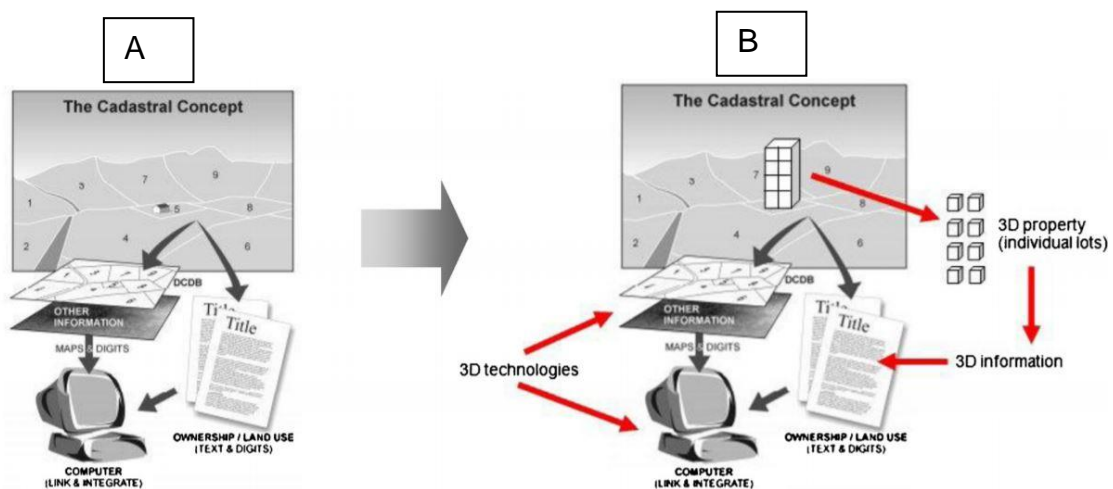 A
The Cadastral Concept
9
3
7
1
5
8
2
4
6
DCDB
OTHER
INFORMATION
MAPS & DIGITS
Title
Title
OWNERSHIP / LAND USE
(TEXT & DIGITS)
COMPUTER
(LINK & INTEGRATE)
B
The Cadastral Concept
9
3
7
1
8
2
4
6
DCDB
OTHER
INFORMATION
MAPS & DIGITS
Title
Title
OWNERSHIP / LAND USE
(TEXT & DIGITS)
COMPUTER
(LINK & INTEGRATE)
3D property
(individual lots)
3D information
3D technologies